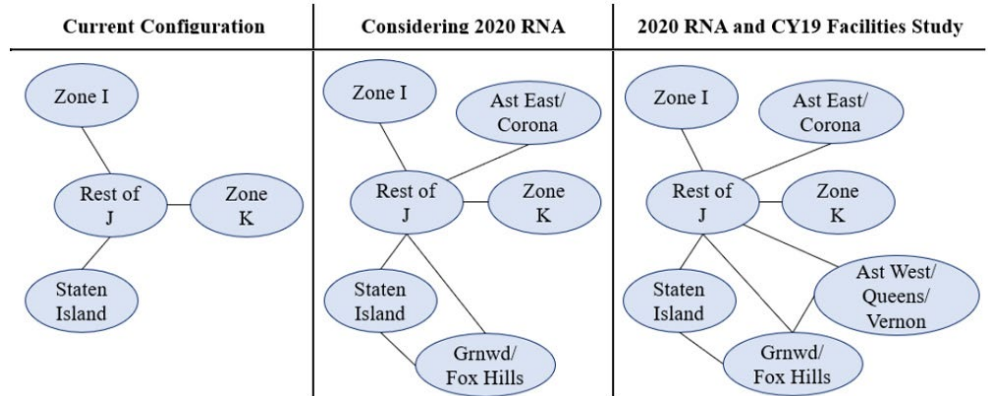 Current Configuration
Zone I
Rest of
J
Zone
K
Staten
Island
Considering 2020 RNA
Zone I
Ast East/
Corona
Rest of
J
Zone
K
Staten
Island
Grnwd/
Fox Hills
2020 RNA and CY19 Facilities Study
Zone I
Ast East/
Corona
Rest of
J
Zone
K
Staten
Island
Ast West/
Queens/
Vernon
Grnwd/
Fox Hills